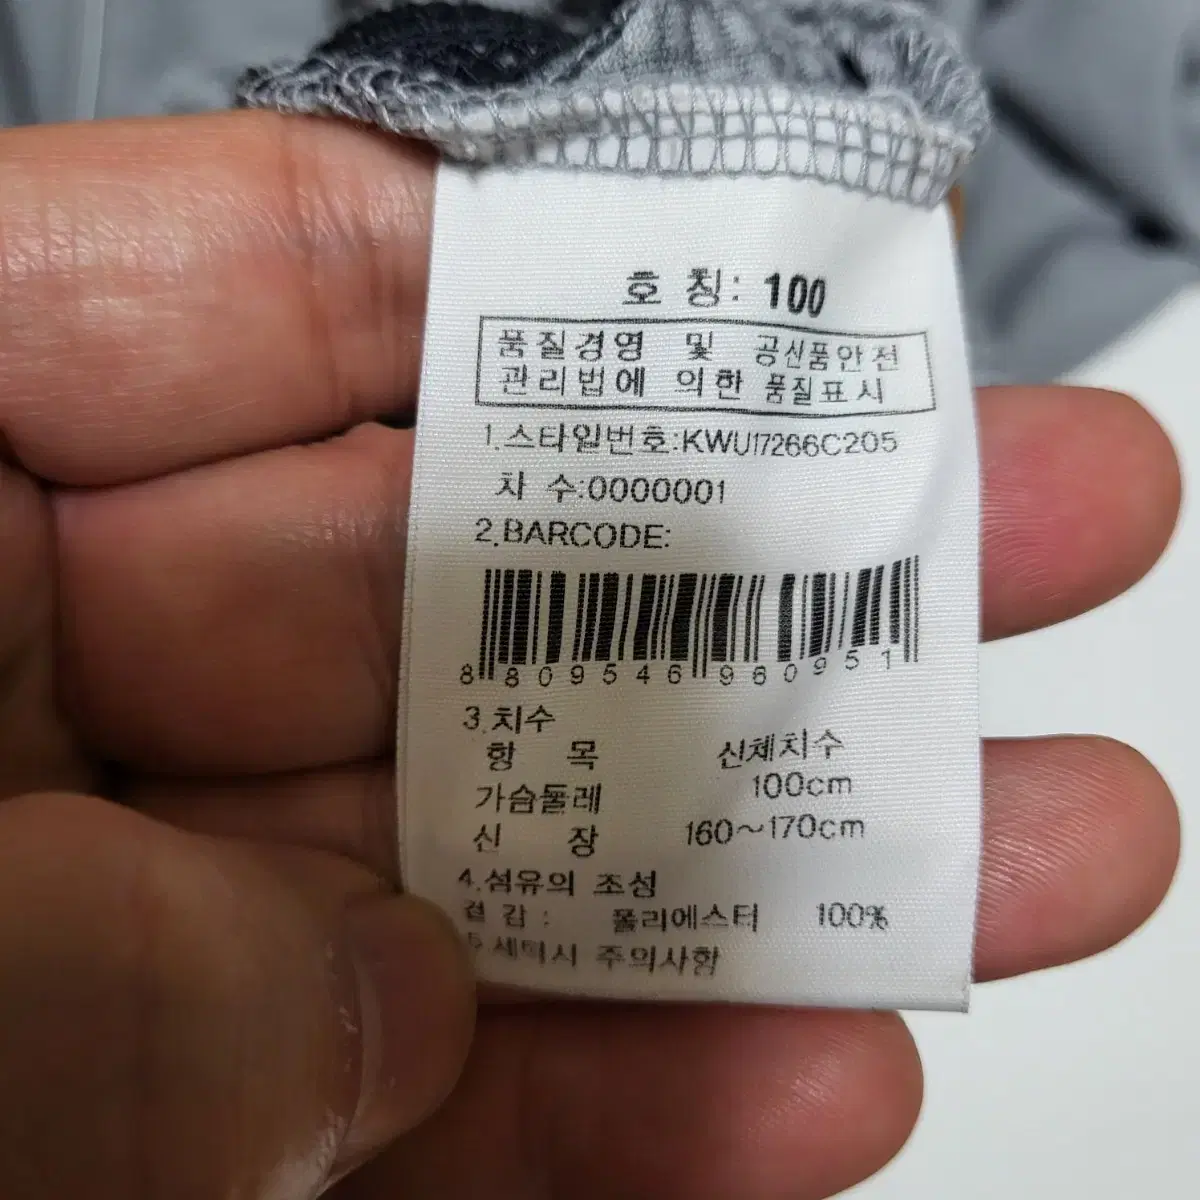 호 칭: 100
품질경영 및 공산품안전
관리법에 의한 품질표시
1.스타일번호:KWU17266C205
차 수:0000001
2.BARCODE:
8 809546 960951
3.치수
항 목 신체치수
가슴둘레 100cm
신 장 160~170cm
4.섬유의 조성
겉감: 폴리에스터 100%
5.세탁시 주의사항